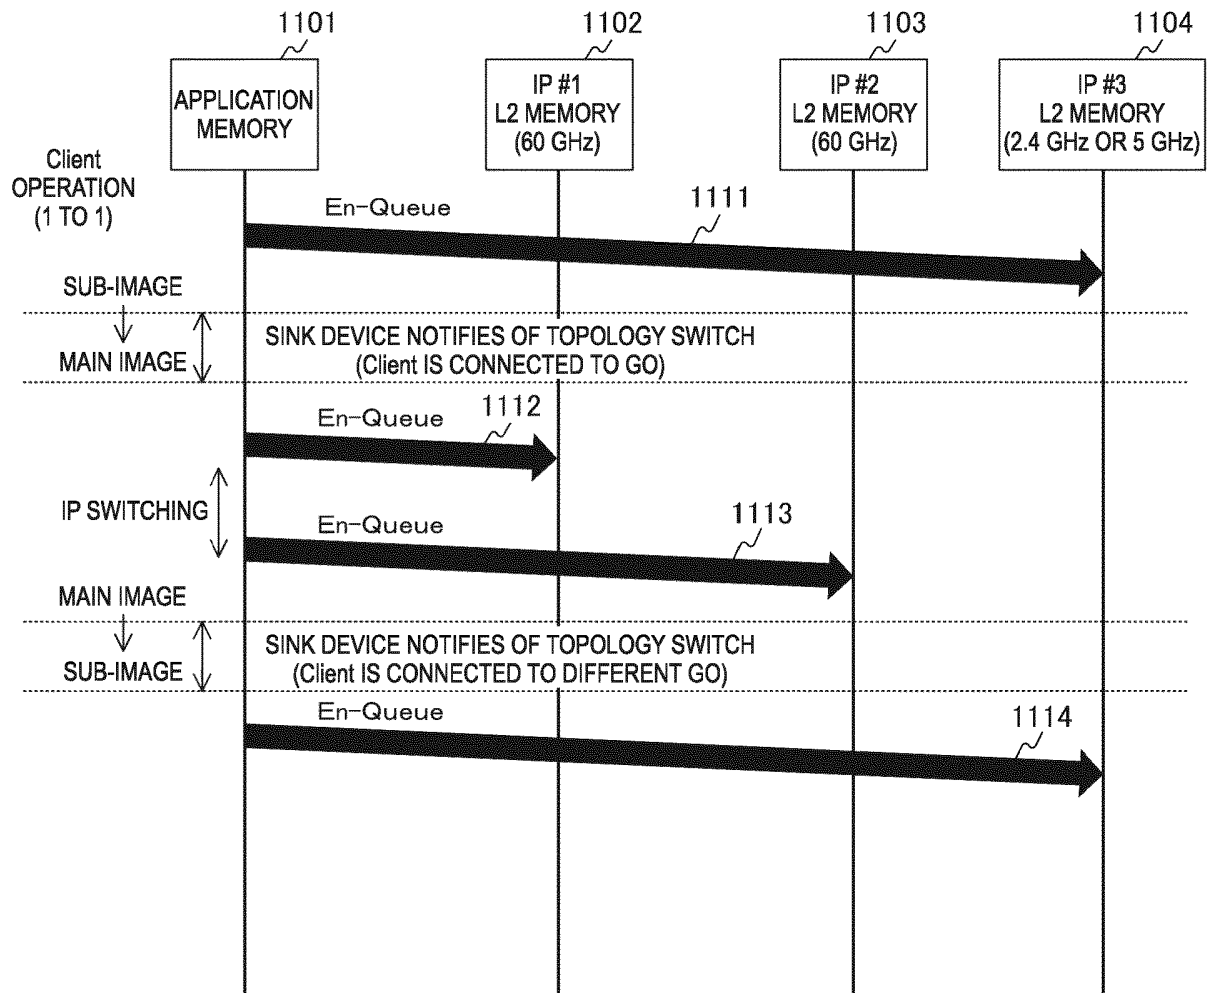 1101
1102
1103
1104
APPLICATION
MEMORY
IP #1
L2 MEMORY
(60 GHz)
IP #2
L2 MEMORY
(60 GHz)
IP #3
L2 MEMORY
(2.4 GHz OR 5 GHz)
Client
OPERATION
(1 TO 1)
En-Queue
1111
SUB-IMAGE
MAIN IMAGE
SINK DEVICE NOTIFIES OF TOPOLOGY SWITCH
(Client IS CONNECTED TO GO)
En-Queue
1112
IP SWITCHING
En-Queue
1113
MAIN IMAGE
SUB-IMAGE
SINK DEVICE NOTIFIES OF TOPOLOGY SWITCH
(Client IS CONNECTED TO DIFFERENT GO)
En-Queue
1114